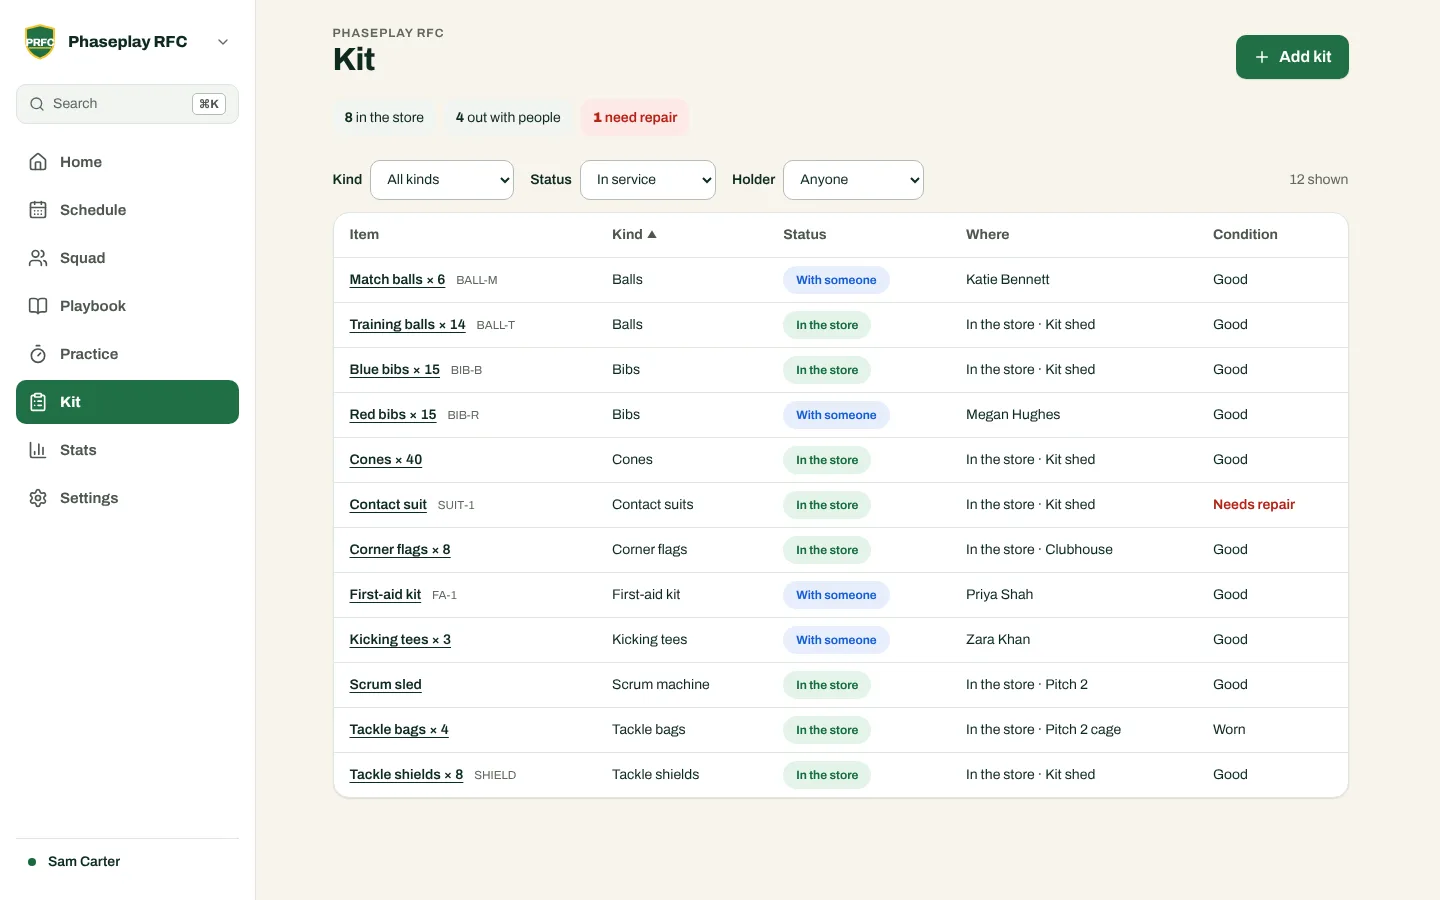 PRFC
Phaseplay RFC
Search ⌘K
Home
Schedule
Squad
Playbook
Practice
Kit
Stats
Settings
Sam Carter
PHASEPLAY RFC
Kit
+ Add kit
8 in the store 4 out with people 1 need repair
Kind All kinds Status In service Holder Anyone 12 shown
Item Kind ▲ Status Where Condition
Match balls × 6 BALL-M Balls With someone Katie Bennett Good
Training balls × 14 BALL-T Balls In the store In the store · Kit shed Good
Blue bibs × 15 BIB-B Bibs In the store In the store · Kit shed Good
Red bibs × 15 BIB-R Bibs With someone Megan Hughes Good
Cones × 40 Cones In the store In the store · Kit shed Good
Contact suit SUIT-1 Contact suits In the store In the store · Kit shed Needs repair
Corner flags × 8 Corner flags In the store In the store · Clubhouse Good
First-aid kit FA-1 First-aid kit With someone Priya Shah Good
Kicking tees × 3 Kicking tees With someone Zara Khan Good
Scrum sled Scrum machine In the store In the store · Pitch 2 Good
Tackle bags × 4 Tackle bags In the store In the store · Pitch 2 cage Worn
Tackle shields × 8 SHIELD Tackle shields In the store In the store · Kit shed Good